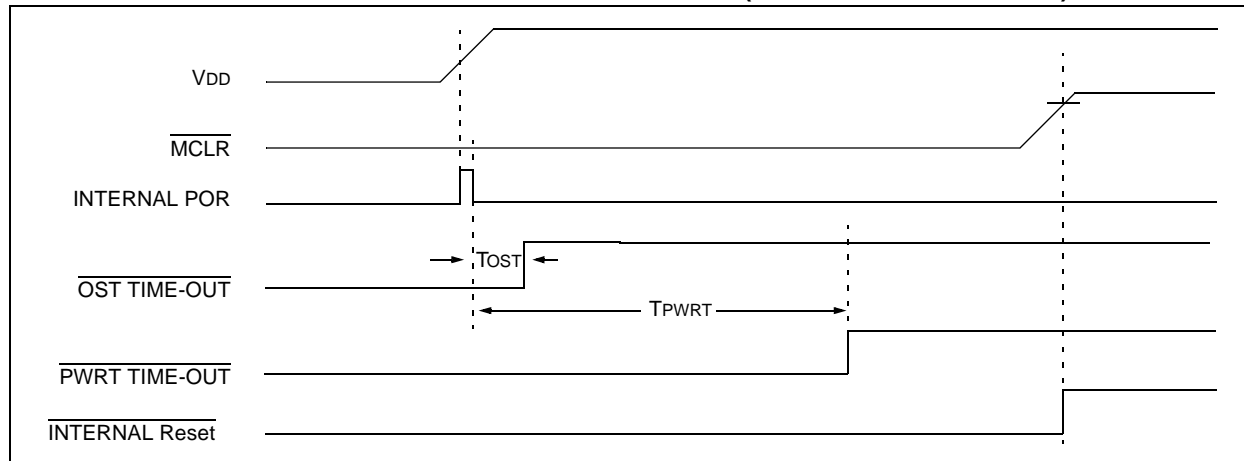 VDD
MCLR
INTERNAL POR
TOST
OST TIME-OUT
TPWRT
PWRT TIME-OUT
INTERNAL Reset